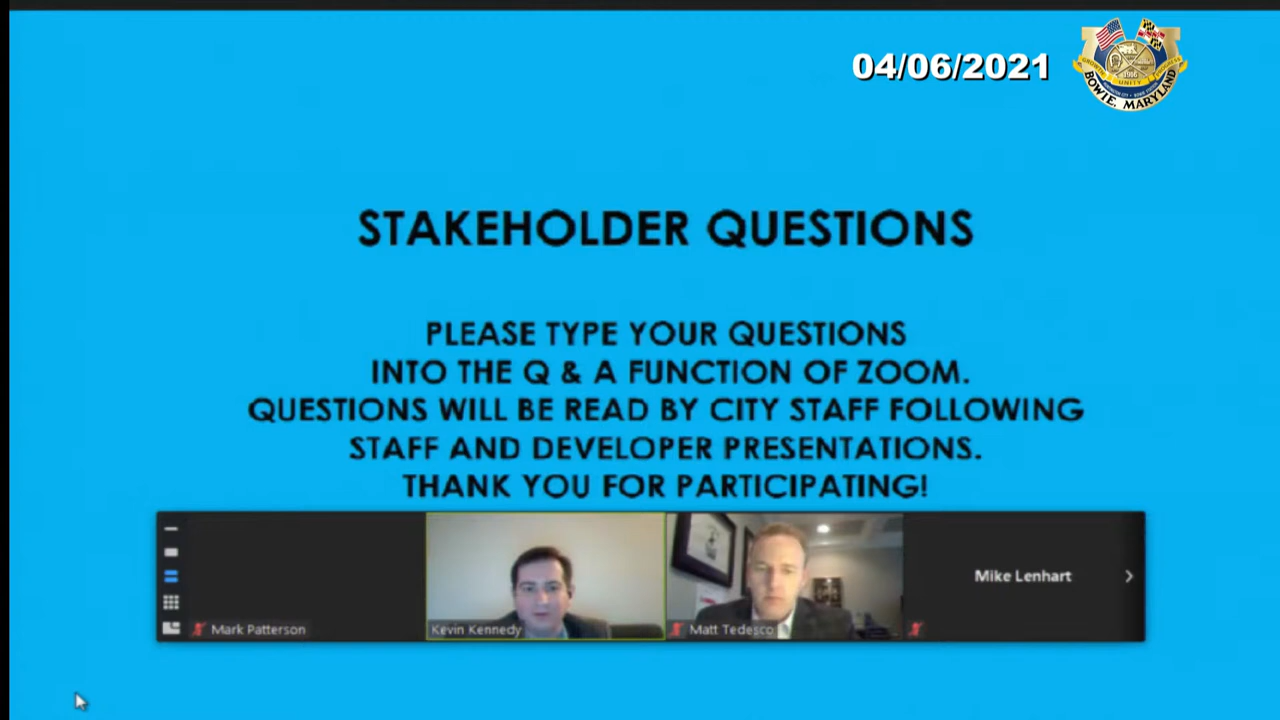 04/06/2021
1916
UNITY
BOWIE, MARYLAND
STAKEHOLDER QUESTIONS
PLEASE TYPE YOUR QUESTIONS
INTO THE Q & A FUNCTION OF ZOOM.
QUESTIONS WILL BE READ BY CITY STAFF FOLLOWING
STAFF AND DEVELOPER PRESENTATIONS.
THANK YOU FOR PARTICIPATING!
Mike Lenhart
Mark Patterson
Kevin Kennedy
Matt Tedesco